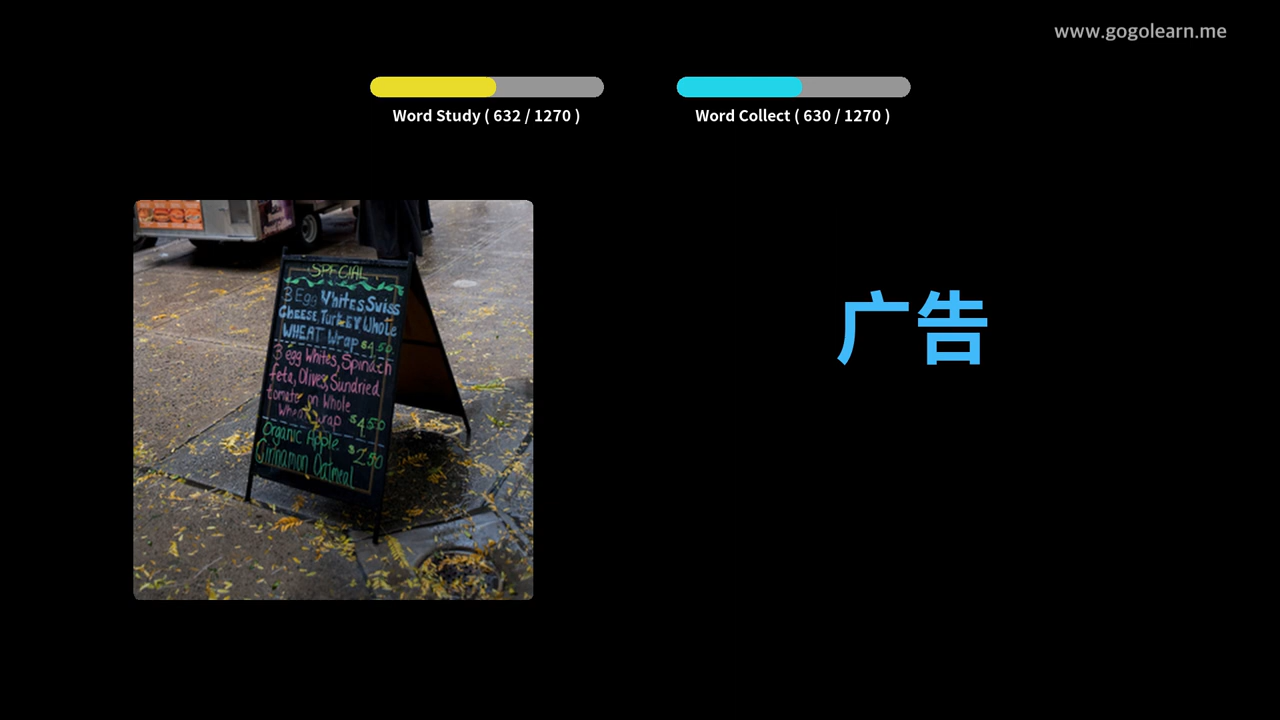 www.gogolearn.me
Word Study ( 632 / 1270 )
Word Collect ( 630 / 1270 )
SPECIAL
3 Egg Whites, Swiss
Cheese, Turkey Whole
WHEAT Wrap $4.50
3 egg Whites, Spinach
feta, Olives, Sundried
tomato on Whole
Wheat wrap $4.50
Organic Apple
Cinnamon Oatmeal $2.50
广告